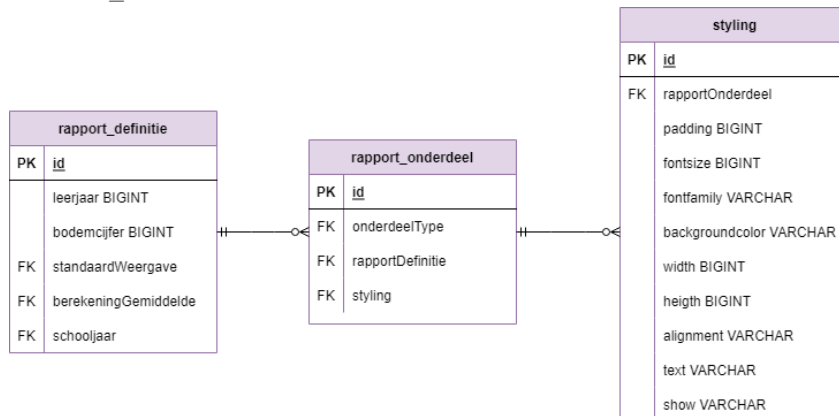 rapport_definitie
PK id
leerjaar BIGINT
bodemcijfer BIGINT
FK standaardWeergave
FK berekeningGemiddelde
FK schooljaar
rapport_onderdeel
PK id
FK onderdeelType
FK rapportDefinitie
FK styling
styling
PK id
FK rapportOnderdeel
padding BIGINT
fontsize BIGINT
fontfamily VARCHAR
backgroundcolor VARCHAR
width BIGINT
heigth BIGINT
alignment VARCHAR
text VARCHAR
show VARCHAR